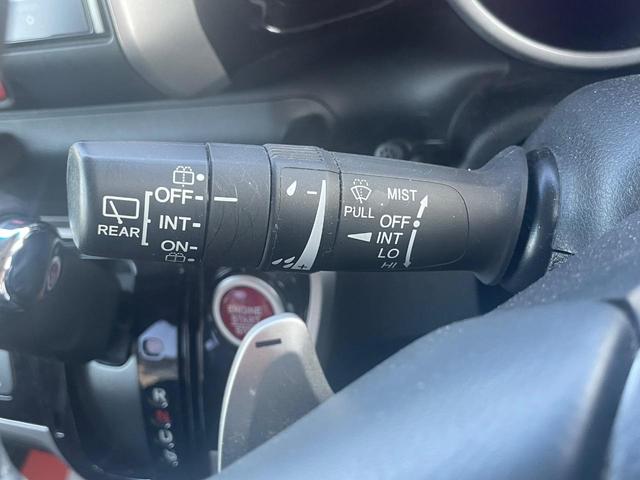 REAR
OFF
INT
ON
PULL
MIST
OFF
INT
LO
HI
ENGINE
START
R